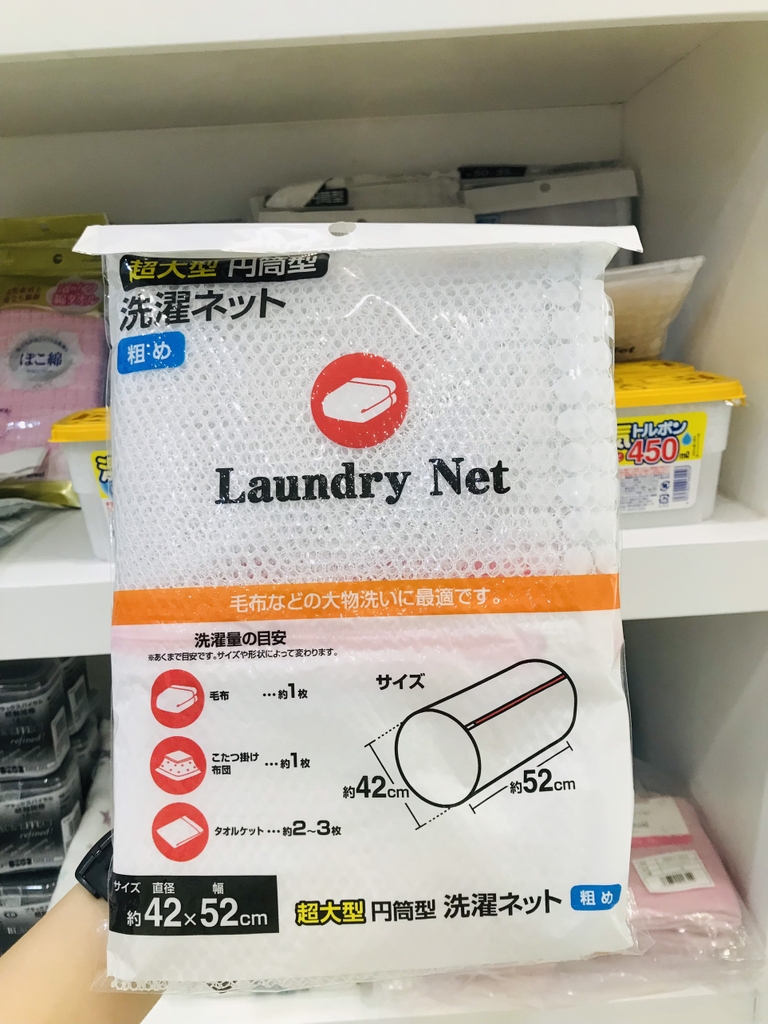 超大型 円筒型
洗濯ネット
粗め
Laundry Net
毛布などの大物洗いに最適です。
洗濯量の目安
※あくまで目安です。サイズや形状によって変わります。
毛布 …約1枚
こたつ掛け
布団 …約1枚
タオルケット …約2〜3枚
サイズ
約42cm
約52cm
サイズ 直径 幅
約42×52cm
超大型 円筒型 洗濯ネット 粗め
ぽこ綿
トルボン
450ml